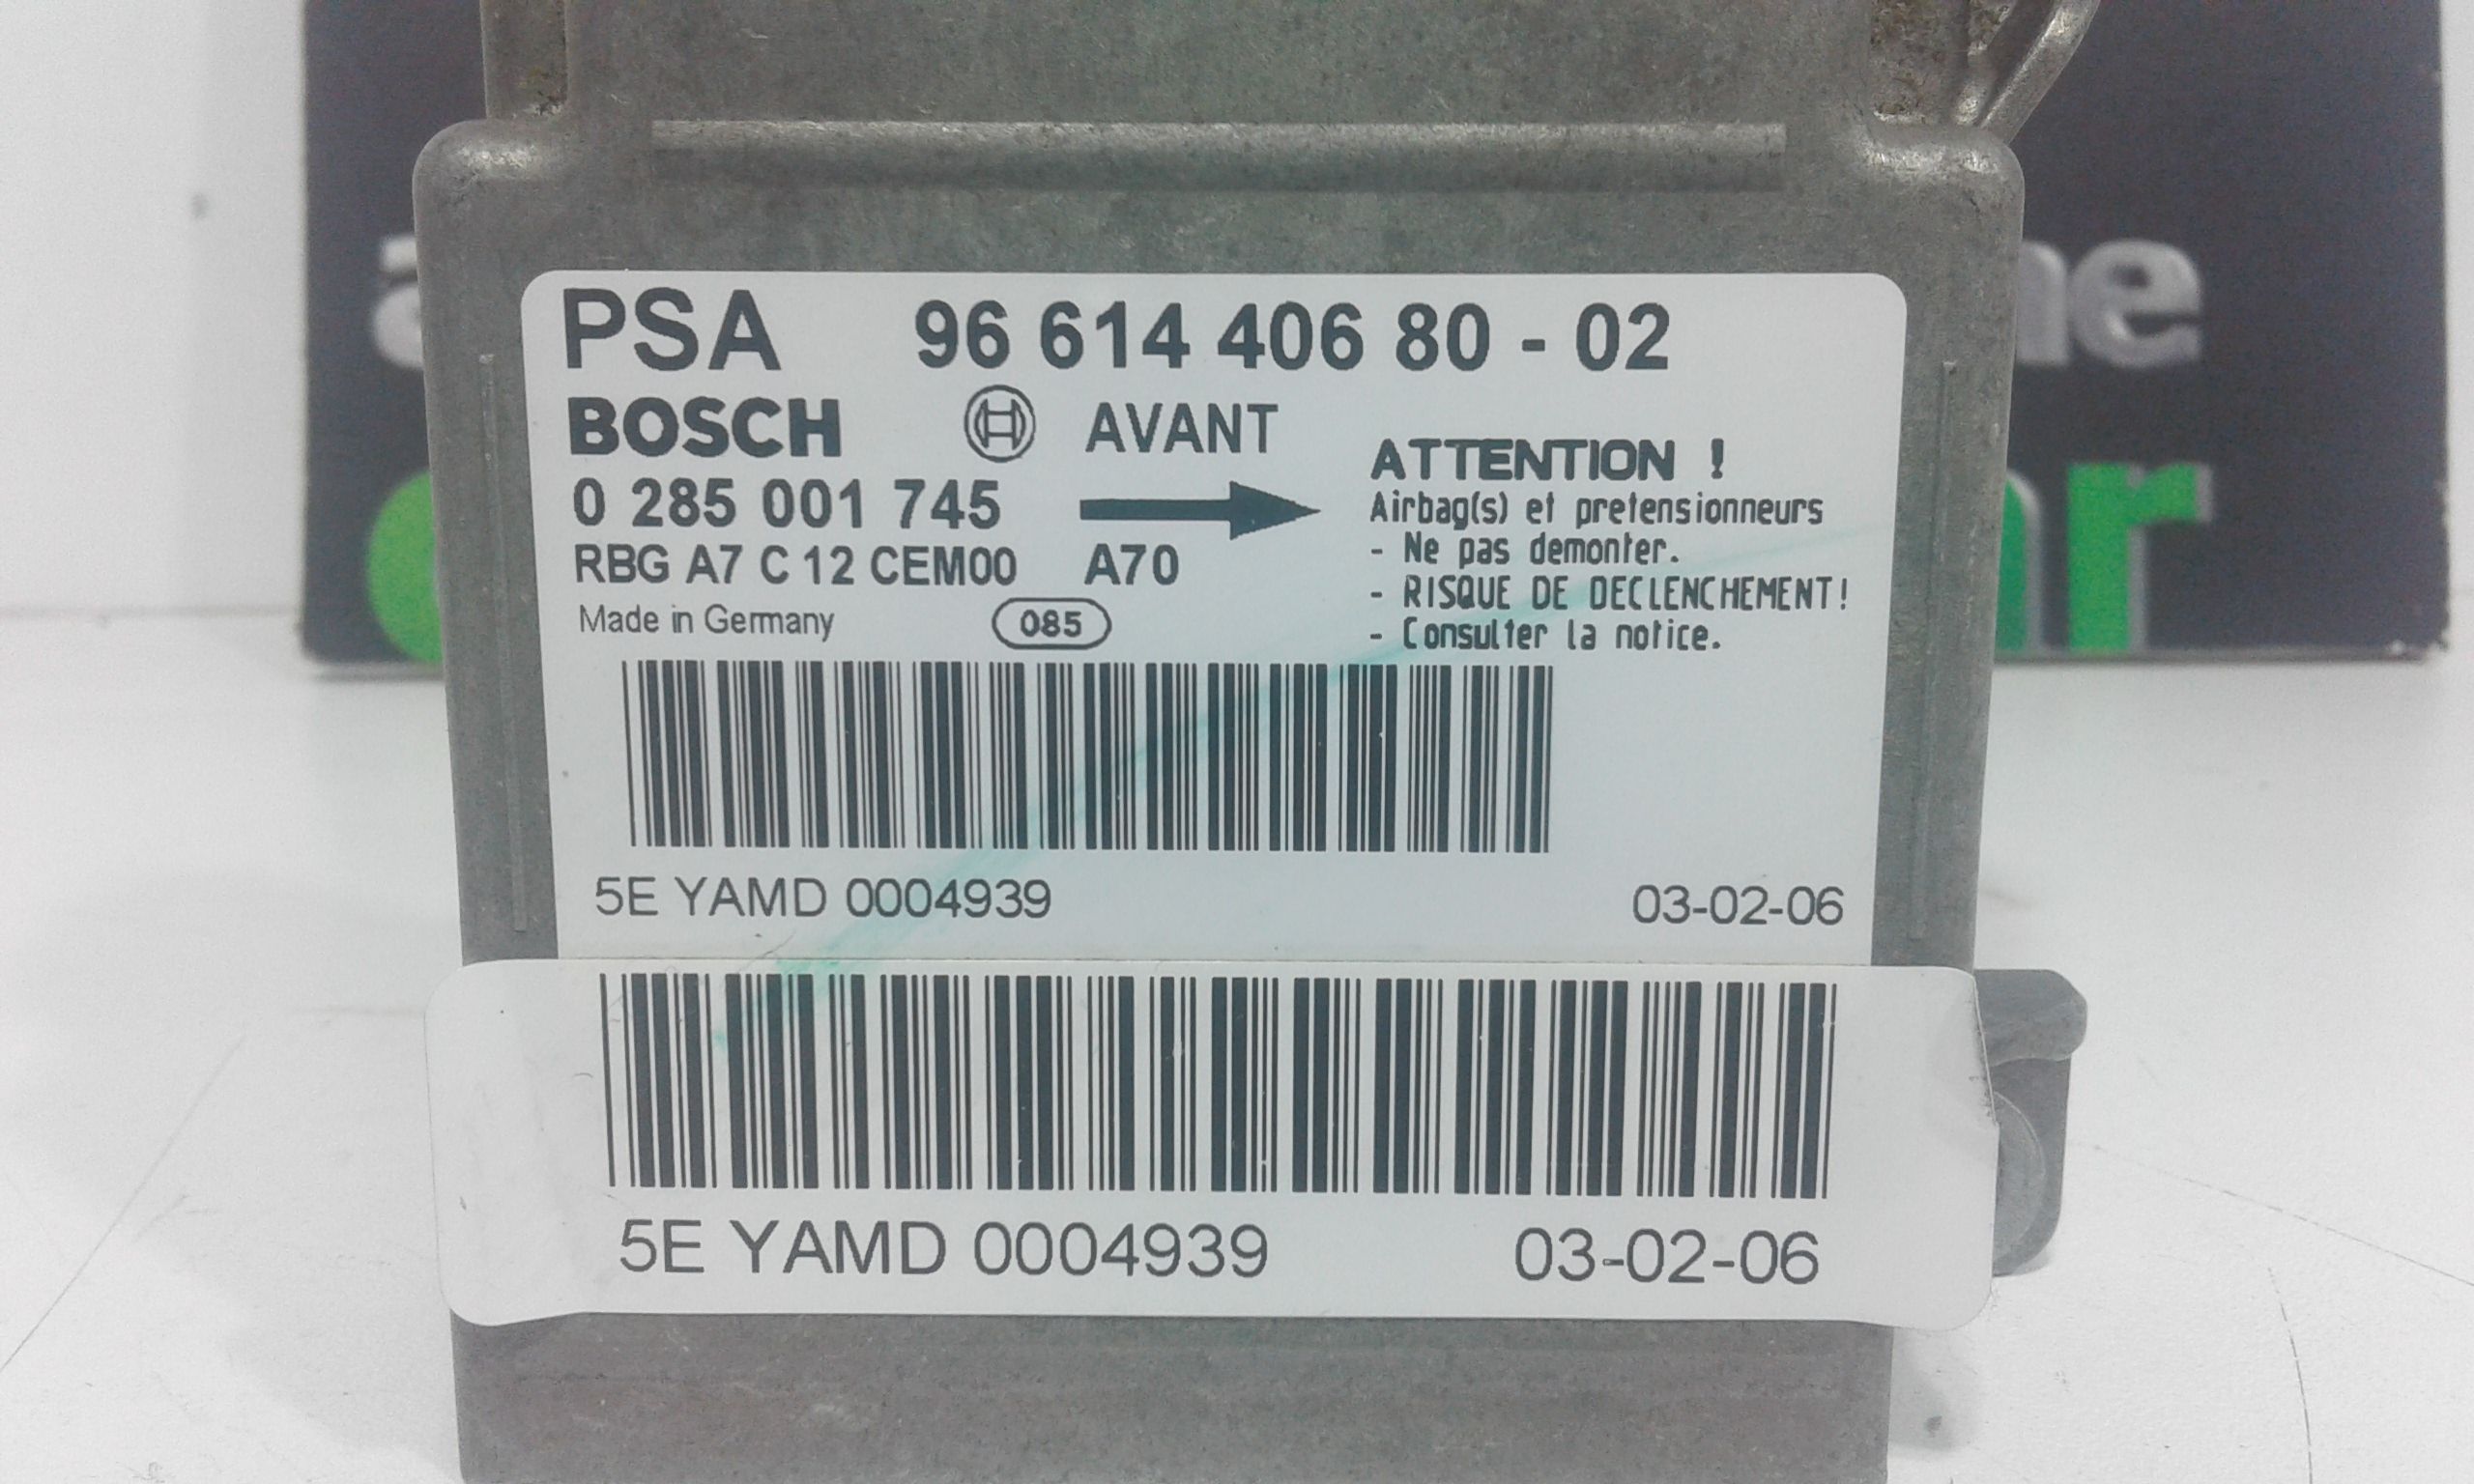 PSA 96 614 406 80 - 02
BOSCH AVANT
0 285 001 745
RBG A7 C 12 CEM00 A70
Made in Germany 085
ATTENTION !
Airbag(s) et pretensionneurs
- Ne pas demonter.
- RISQUE DE DECLENCHEMENT!
- Consulter la notice.
5E YAMD 0004939 03-02-06
5E YAMD 0004939 03-02-06